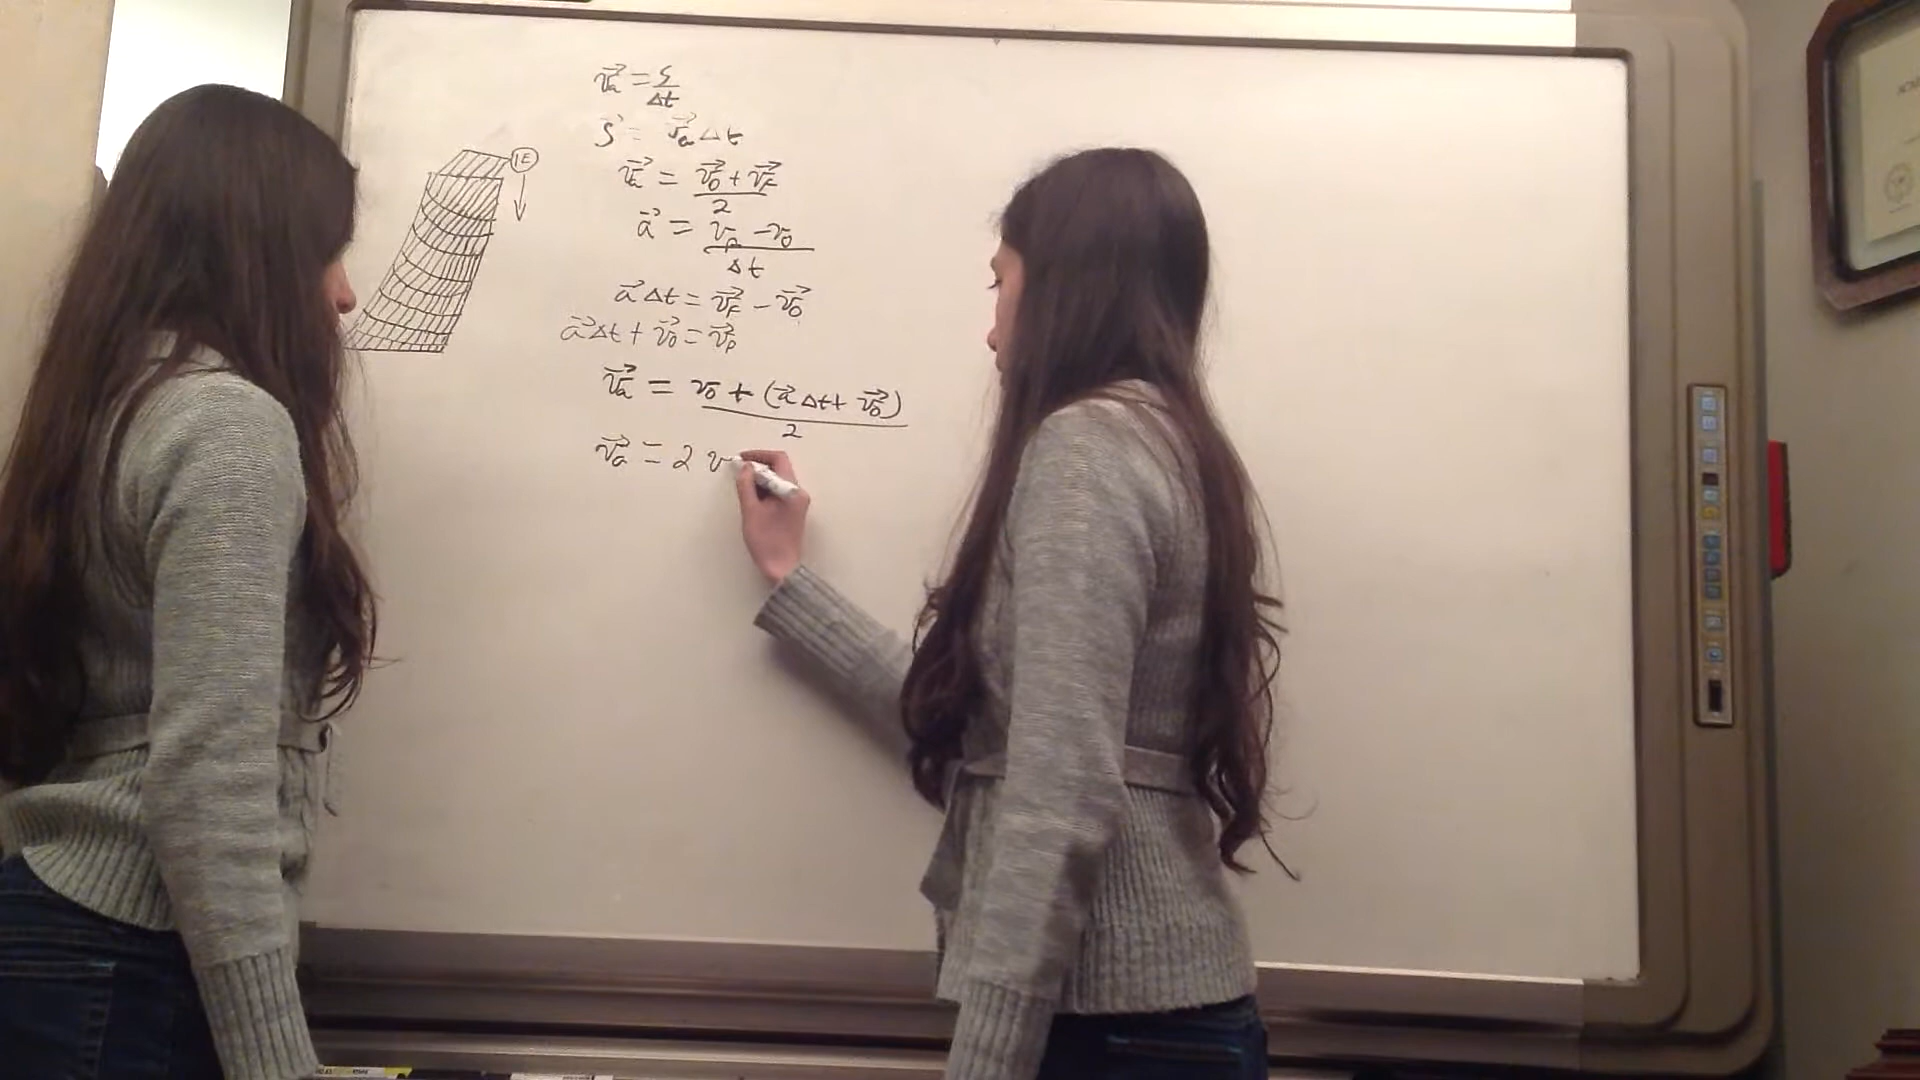 v⃗a = s/Δt
s⃗ = v⃗a Δt
v⃗a = (v⃗0 + v⃗F)/2
a⃗ = (vF - v0)/Δt
a⃗ Δt = v⃗F - v⃗0
a⃗Δt + v⃗0 = v⃗F
v⃗a = (v0 + (a⃗ Δt + v⃗0))/2
v⃗a = 2 v